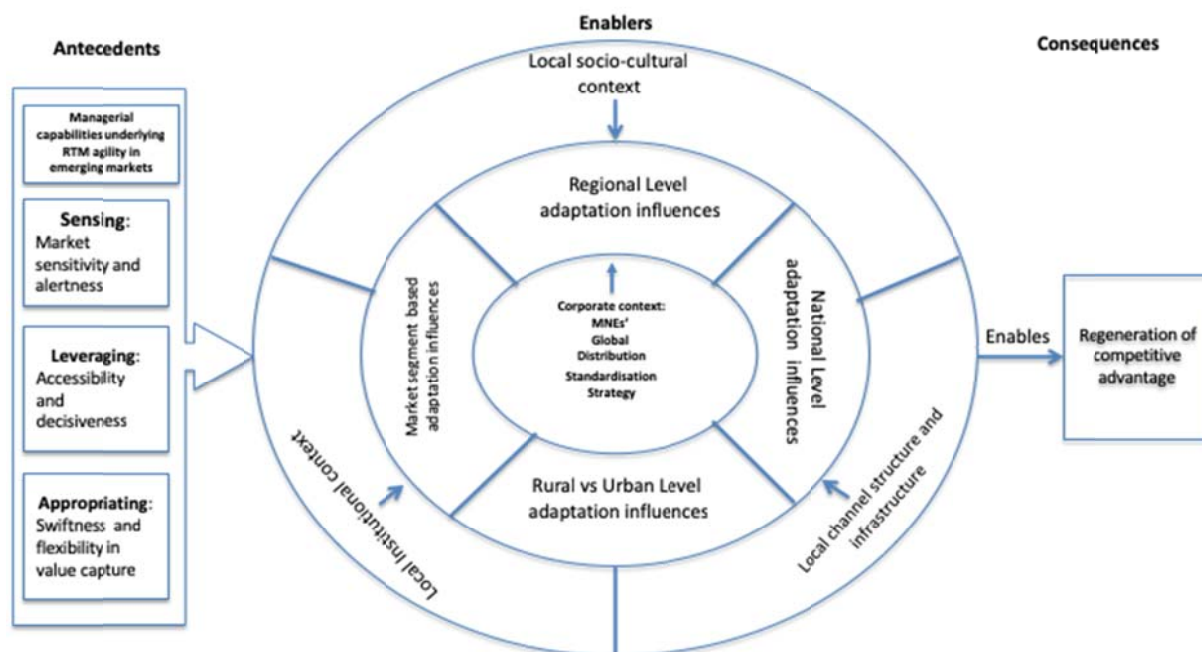 Antecedents
Managerial
capabilities underlying
RTM agility in
emerging markets
Sensing:
Market
sensitivity and
alertness
Leveraging:
Accessibility
and
decisiveness
Appropriating:
Swiftness and
flexibility in
value capture
Enablers
Local socio-cultural
context
Regional Level
adaptation influences
Market segment based
adaptation influences
Corporate context:
MNEs'
Global
Distribution
Standardisation
Strategy
National Level
adaptation influences
Rural vs Urban Level
adaptation influences
Local Institutional context
Local channel structure and
infrastructure
Consequences
Enables
Regeneration of
competitive
advantage